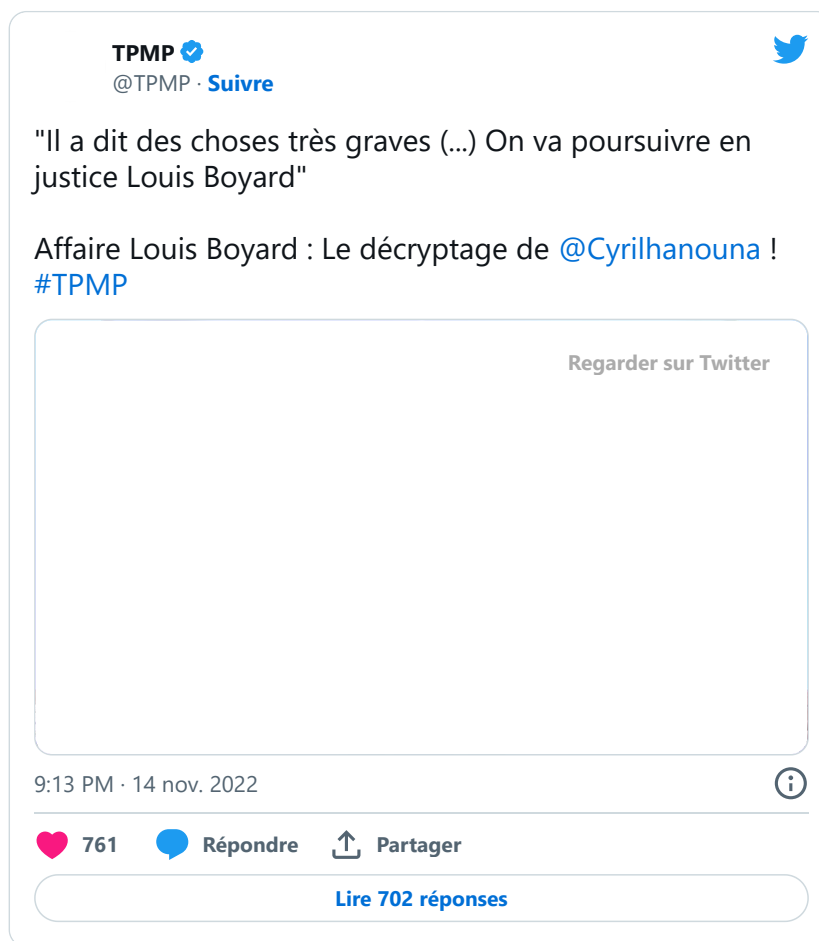 TPMP
@TPMP · Suivre
"Il a dit des choses très graves (...) On va poursuivre en
justice Louis Boyard"
Affaire Louis Boyard : Le décryptage de @Cyrilhanouna !
#TPMP
Regarder sur Twitter
9:13 PM · 14 nov. 2022
761 Répondre Partager
Lire 702 réponses